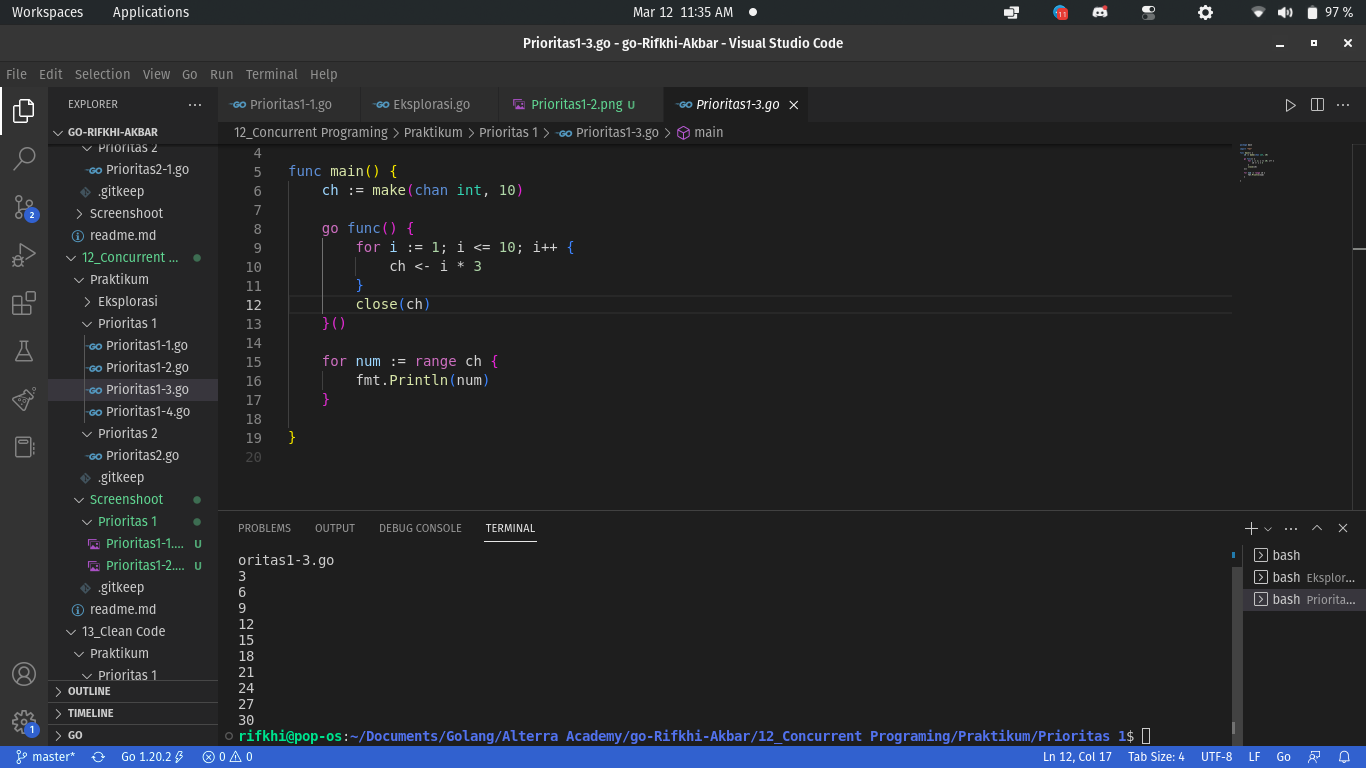 Workspaces Applications Mar 12 11:35 AM 11 97 %
Prioritas1-3.go - go-Rifkhi-Akbar - Visual Studio Code
File Edit Selection View Go Run Terminal Help
EXPLORER
GO-RIFKHI-AKBAR
Prioritas 2
Prioritas2-1.go
.gitkeep
Screenshoot
readme.md
12_Concurrent ...
Praktikum
Eksplorasi
Prioritas 1
Prioritas1-1.go
Prioritas1-2.go
Prioritas1-3.go
Prioritas1-4.go
Prioritas 2
Prioritas2.go
.gitkeep
Screenshoot
Prioritas 1
Prioritas1-1.... U
Prioritas1-2.... U
.gitkeep
readme.md
13_Clean Code
Praktikum
Prioritas 1
OUTLINE
TIMELINE
GO
2
1
Prioritas1-1.go Eksplorasi.go Prioritas1-2.png U Prioritas1-3.go
12_Concurrent Programing > Praktikum > Prioritas 1 > Prioritas1-3.go > main
4
5 func main() {
6 ch := make(chan int, 10)
7
8 go func() {
9 for i := 1; i <= 10; i++ {
10 ch <- i * 3
11 }
12 close(ch)
13 }()
14
15 for num := range ch {
16 fmt.Println(num)
17 }
18
19 }
20
PROBLEMS OUTPUT DEBUG CONSOLE TERMINAL
oritas1-3.go
3
6
9
12
15
18
21
24
27
30
rifkhi@pop-os:~/Documents/Golang/Alterra Academy/go-Rifkhi-Akbar/12_Concurrent Programing/Praktikum/Prioritas 1$
bash
bash Eksplor...
bash Priorita...
master* Go 1.20.2 0 0 Ln 12, Col 17 Tab Size: 4 UTF-8 LF Go